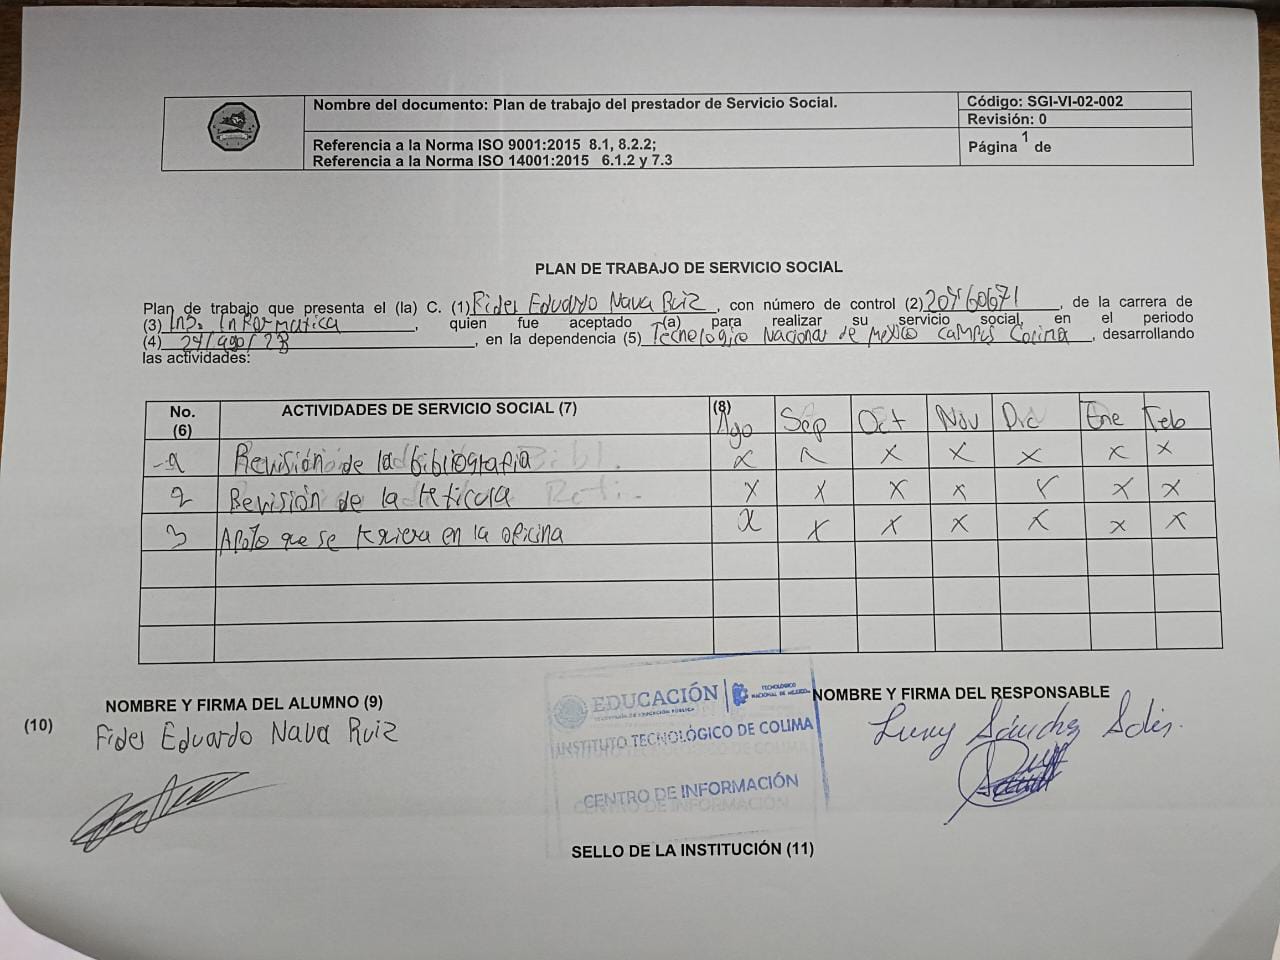 Nombre del documento: Plan de trabajo del prestador de Servicio Social.
Código: SGI-VI-02-002
Revisión: 0
Referencia a la Norma ISO 9001:2015 8.1, 8.2.2;
Referencia a la Norma ISO 14001:2015 6.1.2 y 7.3
Página 1 de
PLAN DE TRABAJO DE SERVICIO SOCIAL
Plan de trabajo que presenta el (la) C. (1) Fides Eduardo Nava Ruiz, con número de control (2) 20460671, de la carrera de
(3) Ing. Informatica, quien fue aceptado (a) para realizar su servicio social, en el periodo
(4) 27/ago/23, en la dependencia (5) Tecnologico Nacional de Mexico campus Colima, desarrollando
las actividades:
No. (6) ACTIVIDADES DE SERVICIO SOCIAL (7) (8) Ago Sep Oct Nov Dic Ene Feb
1 Revisión de la bibliografia x x x x x x x
2 Revisión de la reticula x x x x x x x
3 Apoyo que se requiera en la oficina x x x x x x x
NOMBRE Y FIRMA DEL ALUMNO (9)
(10) Fides Eduardo Nava Ruiz
EDUCACIÓN
SECRETARÍA DE EDUCACIÓN PÚBLICA
TECNOLÓGICO
NACIONAL DE MÉXICO
INSTITUTO TECNOLÓGICO DE COLIMA
CENTRO DE INFORMACIÓN
NOMBRE Y FIRMA DEL RESPONSABLE
Sánchez Solís.
SELLO DE LA INSTITUCIÓN (11)